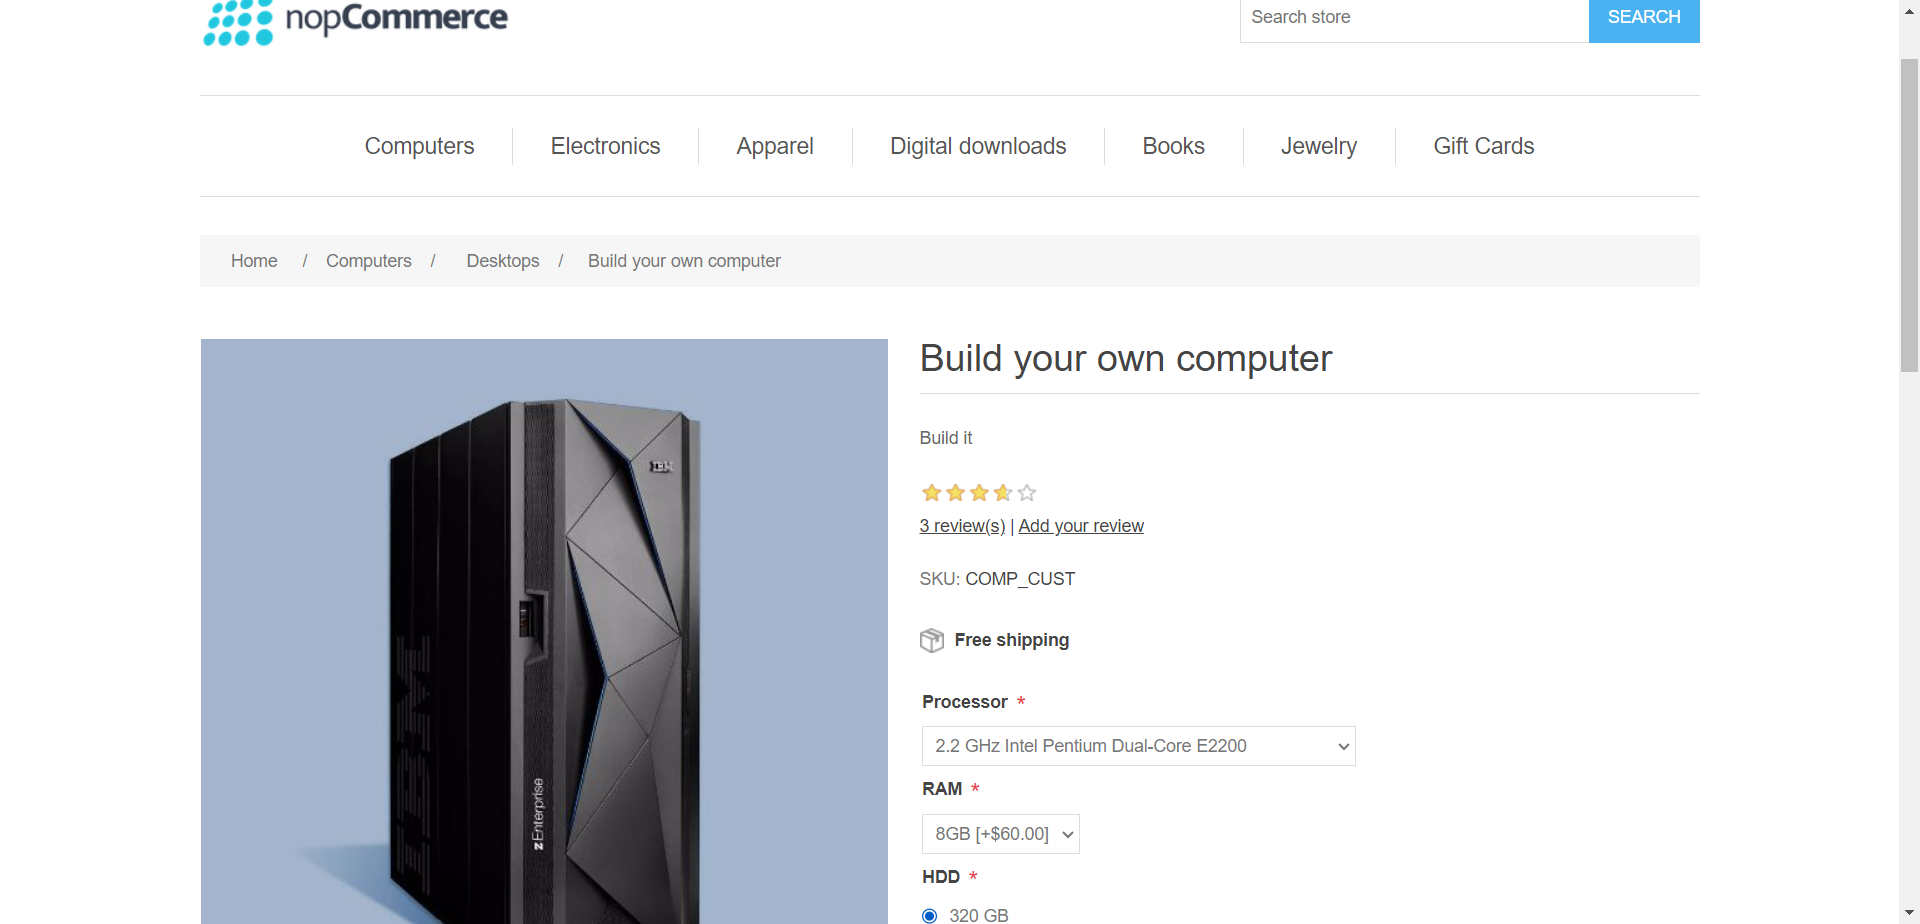 nopCommerce
Search store
SEARCH
Computers
Electronics
Apparel
Digital downloads
Books
Jewelry
Gift Cards
Home / Computers / Desktops / Build your own computer
Build your own computer
Build it
3 review(s) | Add your review
SKU: COMP_CUST
Free shipping
Processor *
2.2 GHz Intel Pentium Dual-Core E2200
RAM *
8GB [+$60.00]
HDD *
320 GB
IBM
IBM
zEnterprise